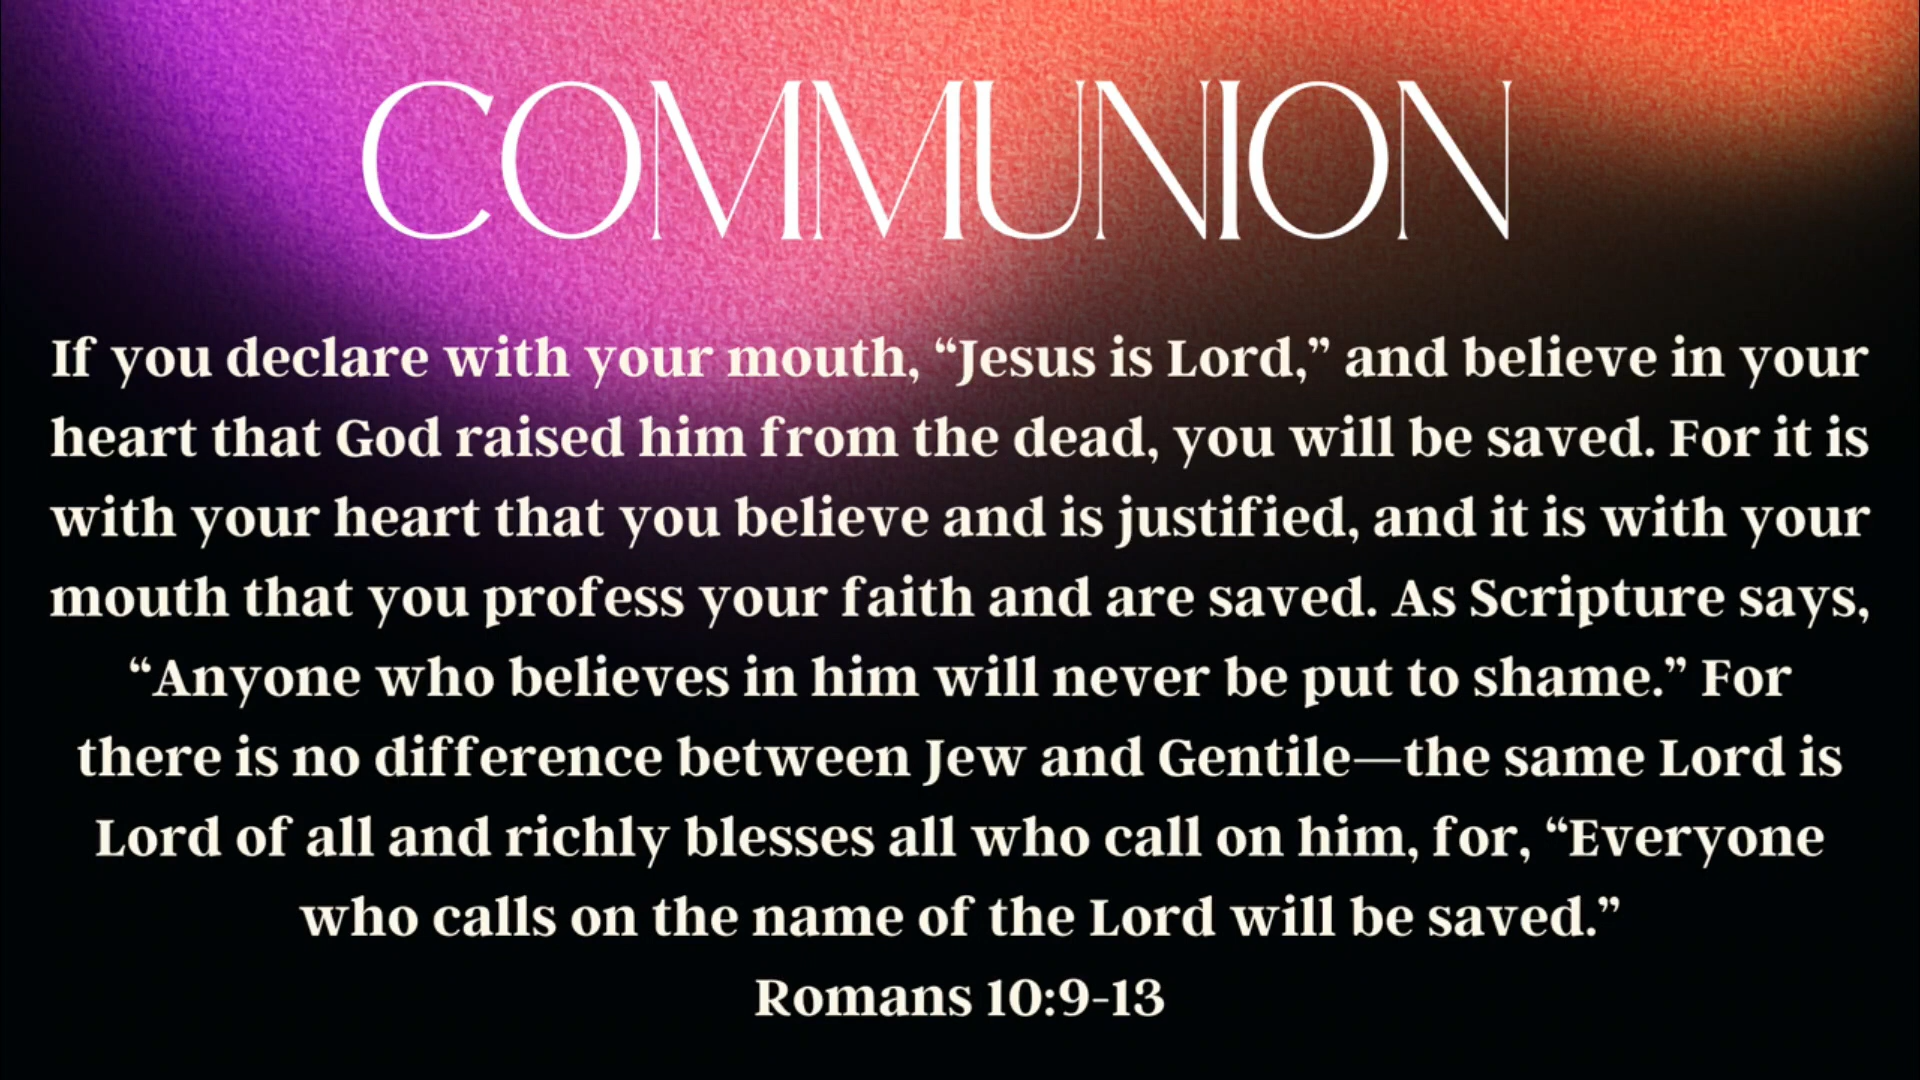 COMMUNION
If you declare with your mouth, “Jesus is Lord,” and believe in your
heart that God raised him from the dead, you will be saved. For it is
with your heart that you believe and is justified, and it is with your
mouth that you profess your faith and are saved. As Scripture says,
“Anyone who believes in him will never be put to shame.” For
there is no difference between Jew and Gentile—the same Lord is
Lord of all and richly blesses all who call on him, for, “Everyone
who calls on the name of the Lord will be saved.”
Romans 10:9-13